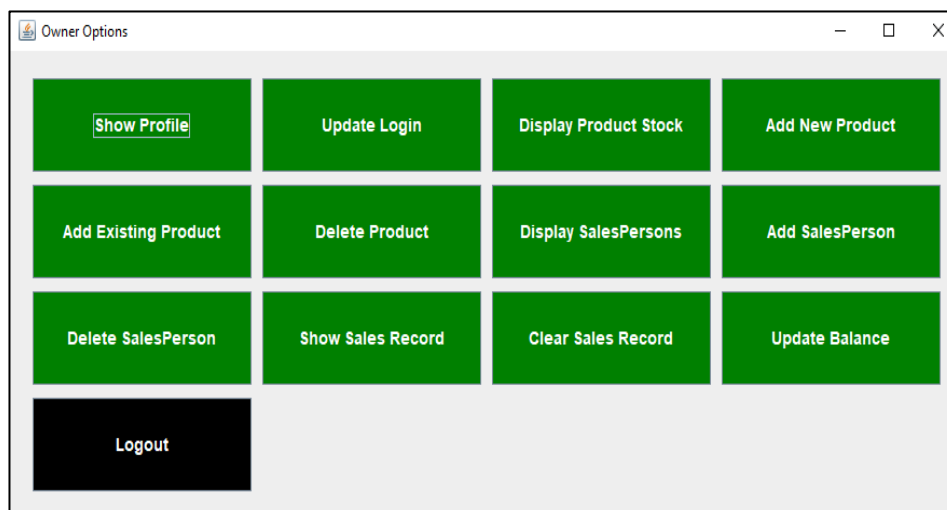 Owner Options
Show Profile
Update Login
Display Product Stock
Add New Product
Add Existing Product
Delete Product
Display SalesPersons
Add SalesPerson
Delete SalesPerson
Show Sales Record
Clear Sales Record
Update Balance
Logout